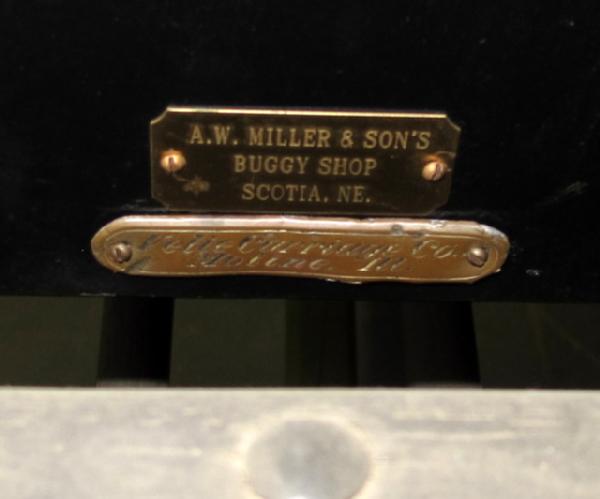 A.W. MILLER & SON'S
BUGGY SHOP
SCOTIA, NE.
Velie Carriage Co.
Moline Ill.